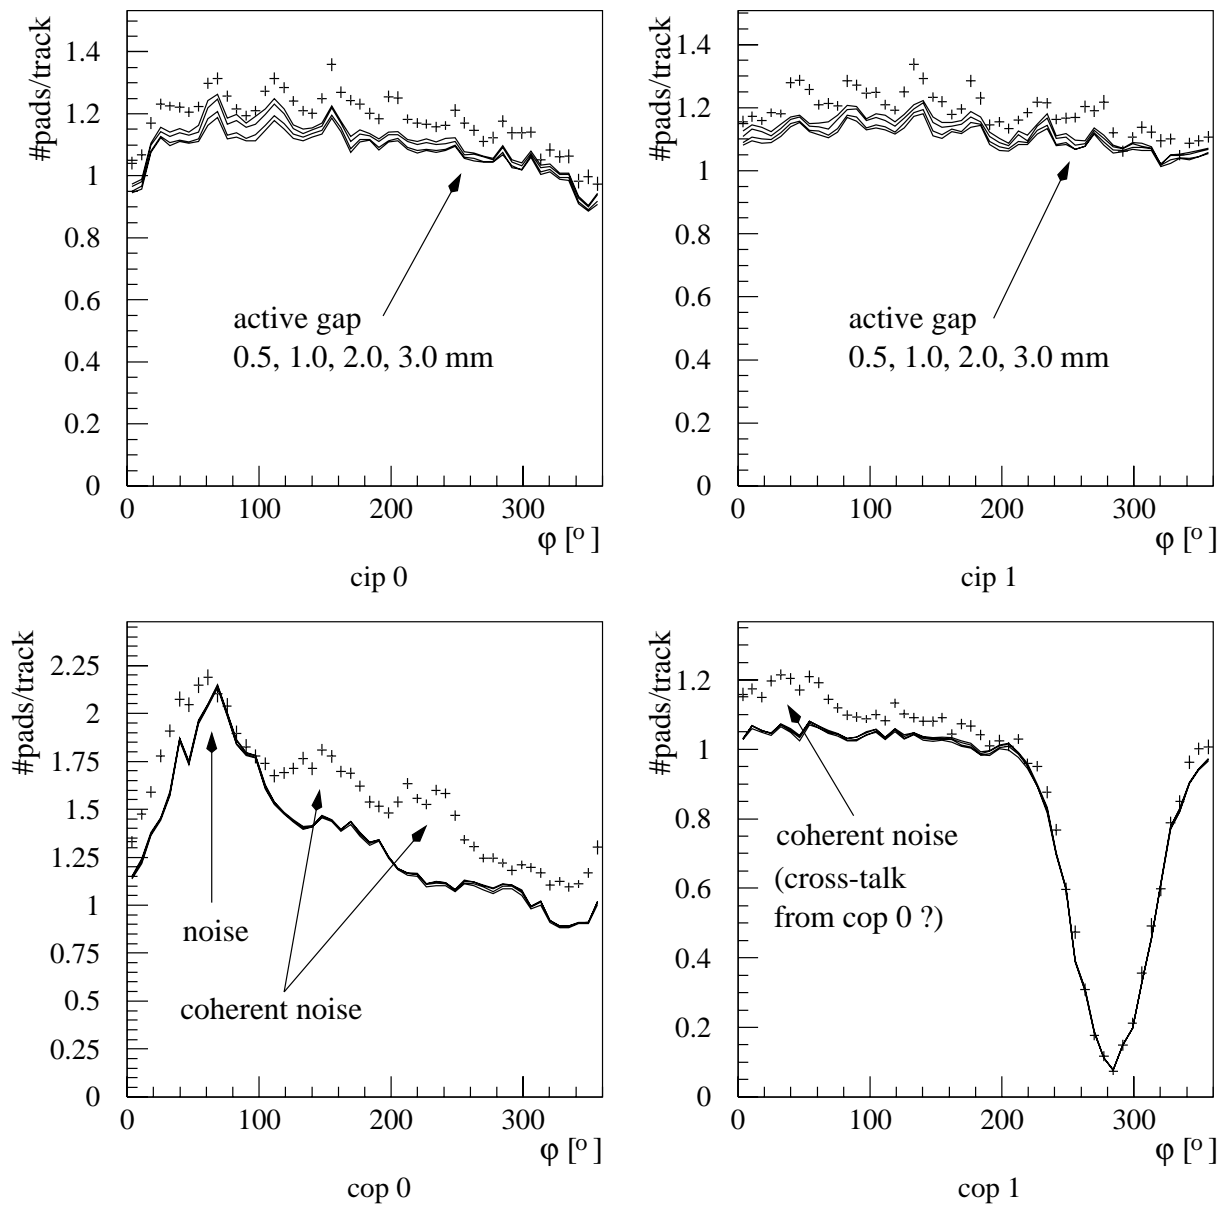 #pads/track
1.4
1.2
1
0.8
0.6
0.4
0.2
0
active gap
0.5, 1.0, 2.0, 3.0 mm
0 100 200 300
φ [o]
cip 0
#pads/track
1.4
1.2
1
0.8
0.6
0.4
0.2
0
active gap
0.5, 1.0, 2.0, 3.0 mm
0 100 200 300
φ [o]
cip 1
#pads/track
2.25
2
1.75
1.5
1.25
1
0.75
0.5
0.25
0
noise
coherent noise
0 100 200 300
φ [o]
cop 0
#pads/track
1.2
1
0.8
0.6
0.4
0.2
0
coherent noise
(cross-talk
from cop 0 ?)
0 100 200 300
φ [o]
cop 1